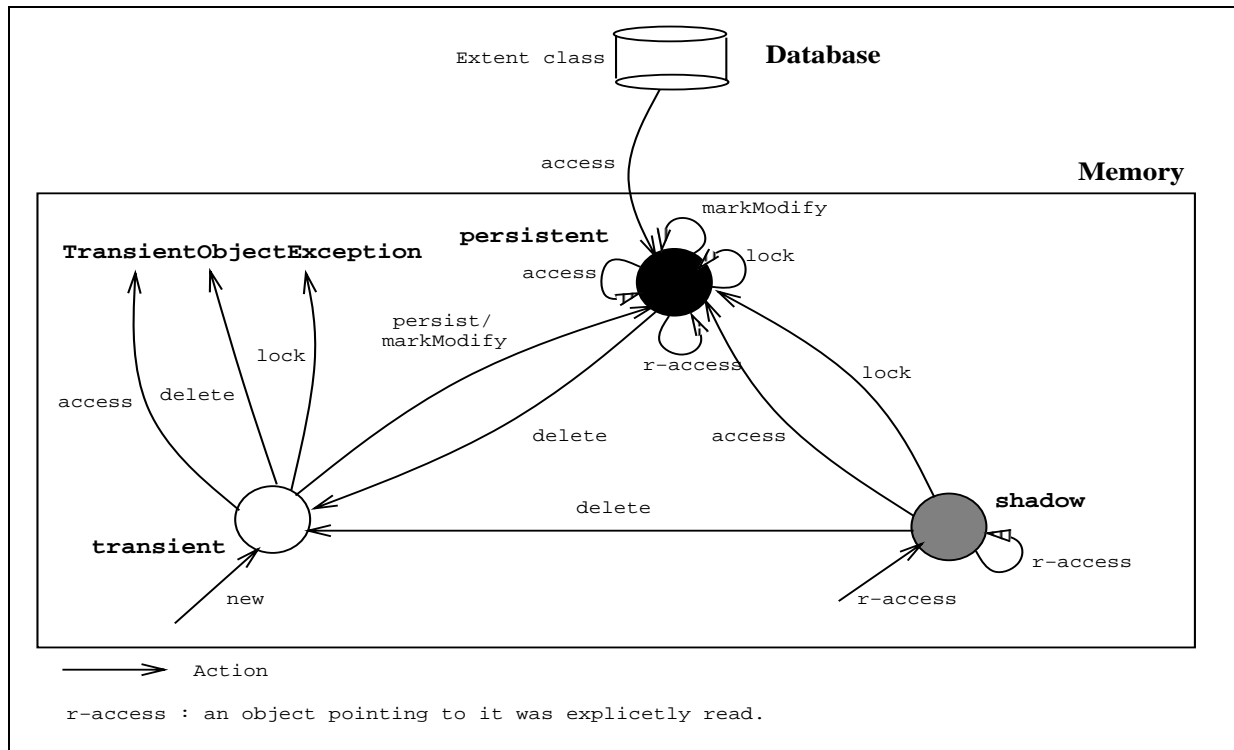 Extent class
Database
access
Memory
markModify
persistent
TransientObjectException
lock
access
persist/
markModify
r-access
lock
lock
delete
access
delete
access
delete
shadow
transient
r-access
new
r-access
Action
r-access : an object pointing to it was explicetly read.